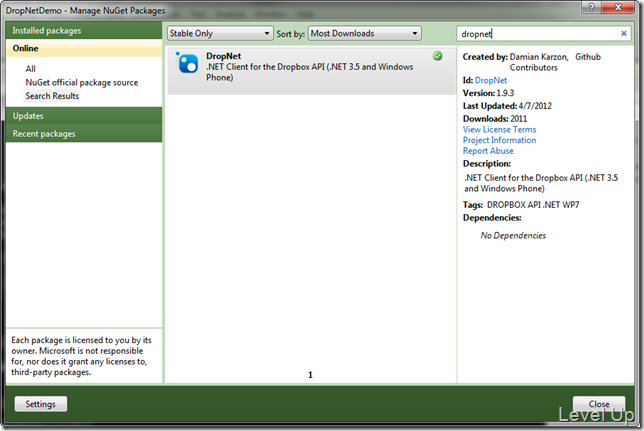 DropNetDemo - Manage NuGet Packages
Installed packages
Online
All
NuGet official package source
Search Results
Updates
Recent packages
Each package is licensed to you by its
owner. Microsoft is not responsible
for, nor does it grant any licenses to,
third-party packages.
Settings
Stable Only
Sort by: Most Downloads
DropNet
.NET Client for the Dropbox API (.NET 3.5 and Windows
Phone)
1
dropnet
Created by: Damian Karzon, Github
Contributors
Id: DropNet
Version: 1.9.3
Last Updated: 4/7/2012
Downloads: 2011
View License Terms
Project Information
Report Abuse
Description:
.NET Client for the Dropbox API (.NET 3.5
and Windows Phone)
Tags: DROPBOX API .NET WP7
Dependencies:
No Dependencies
Close
Level Up